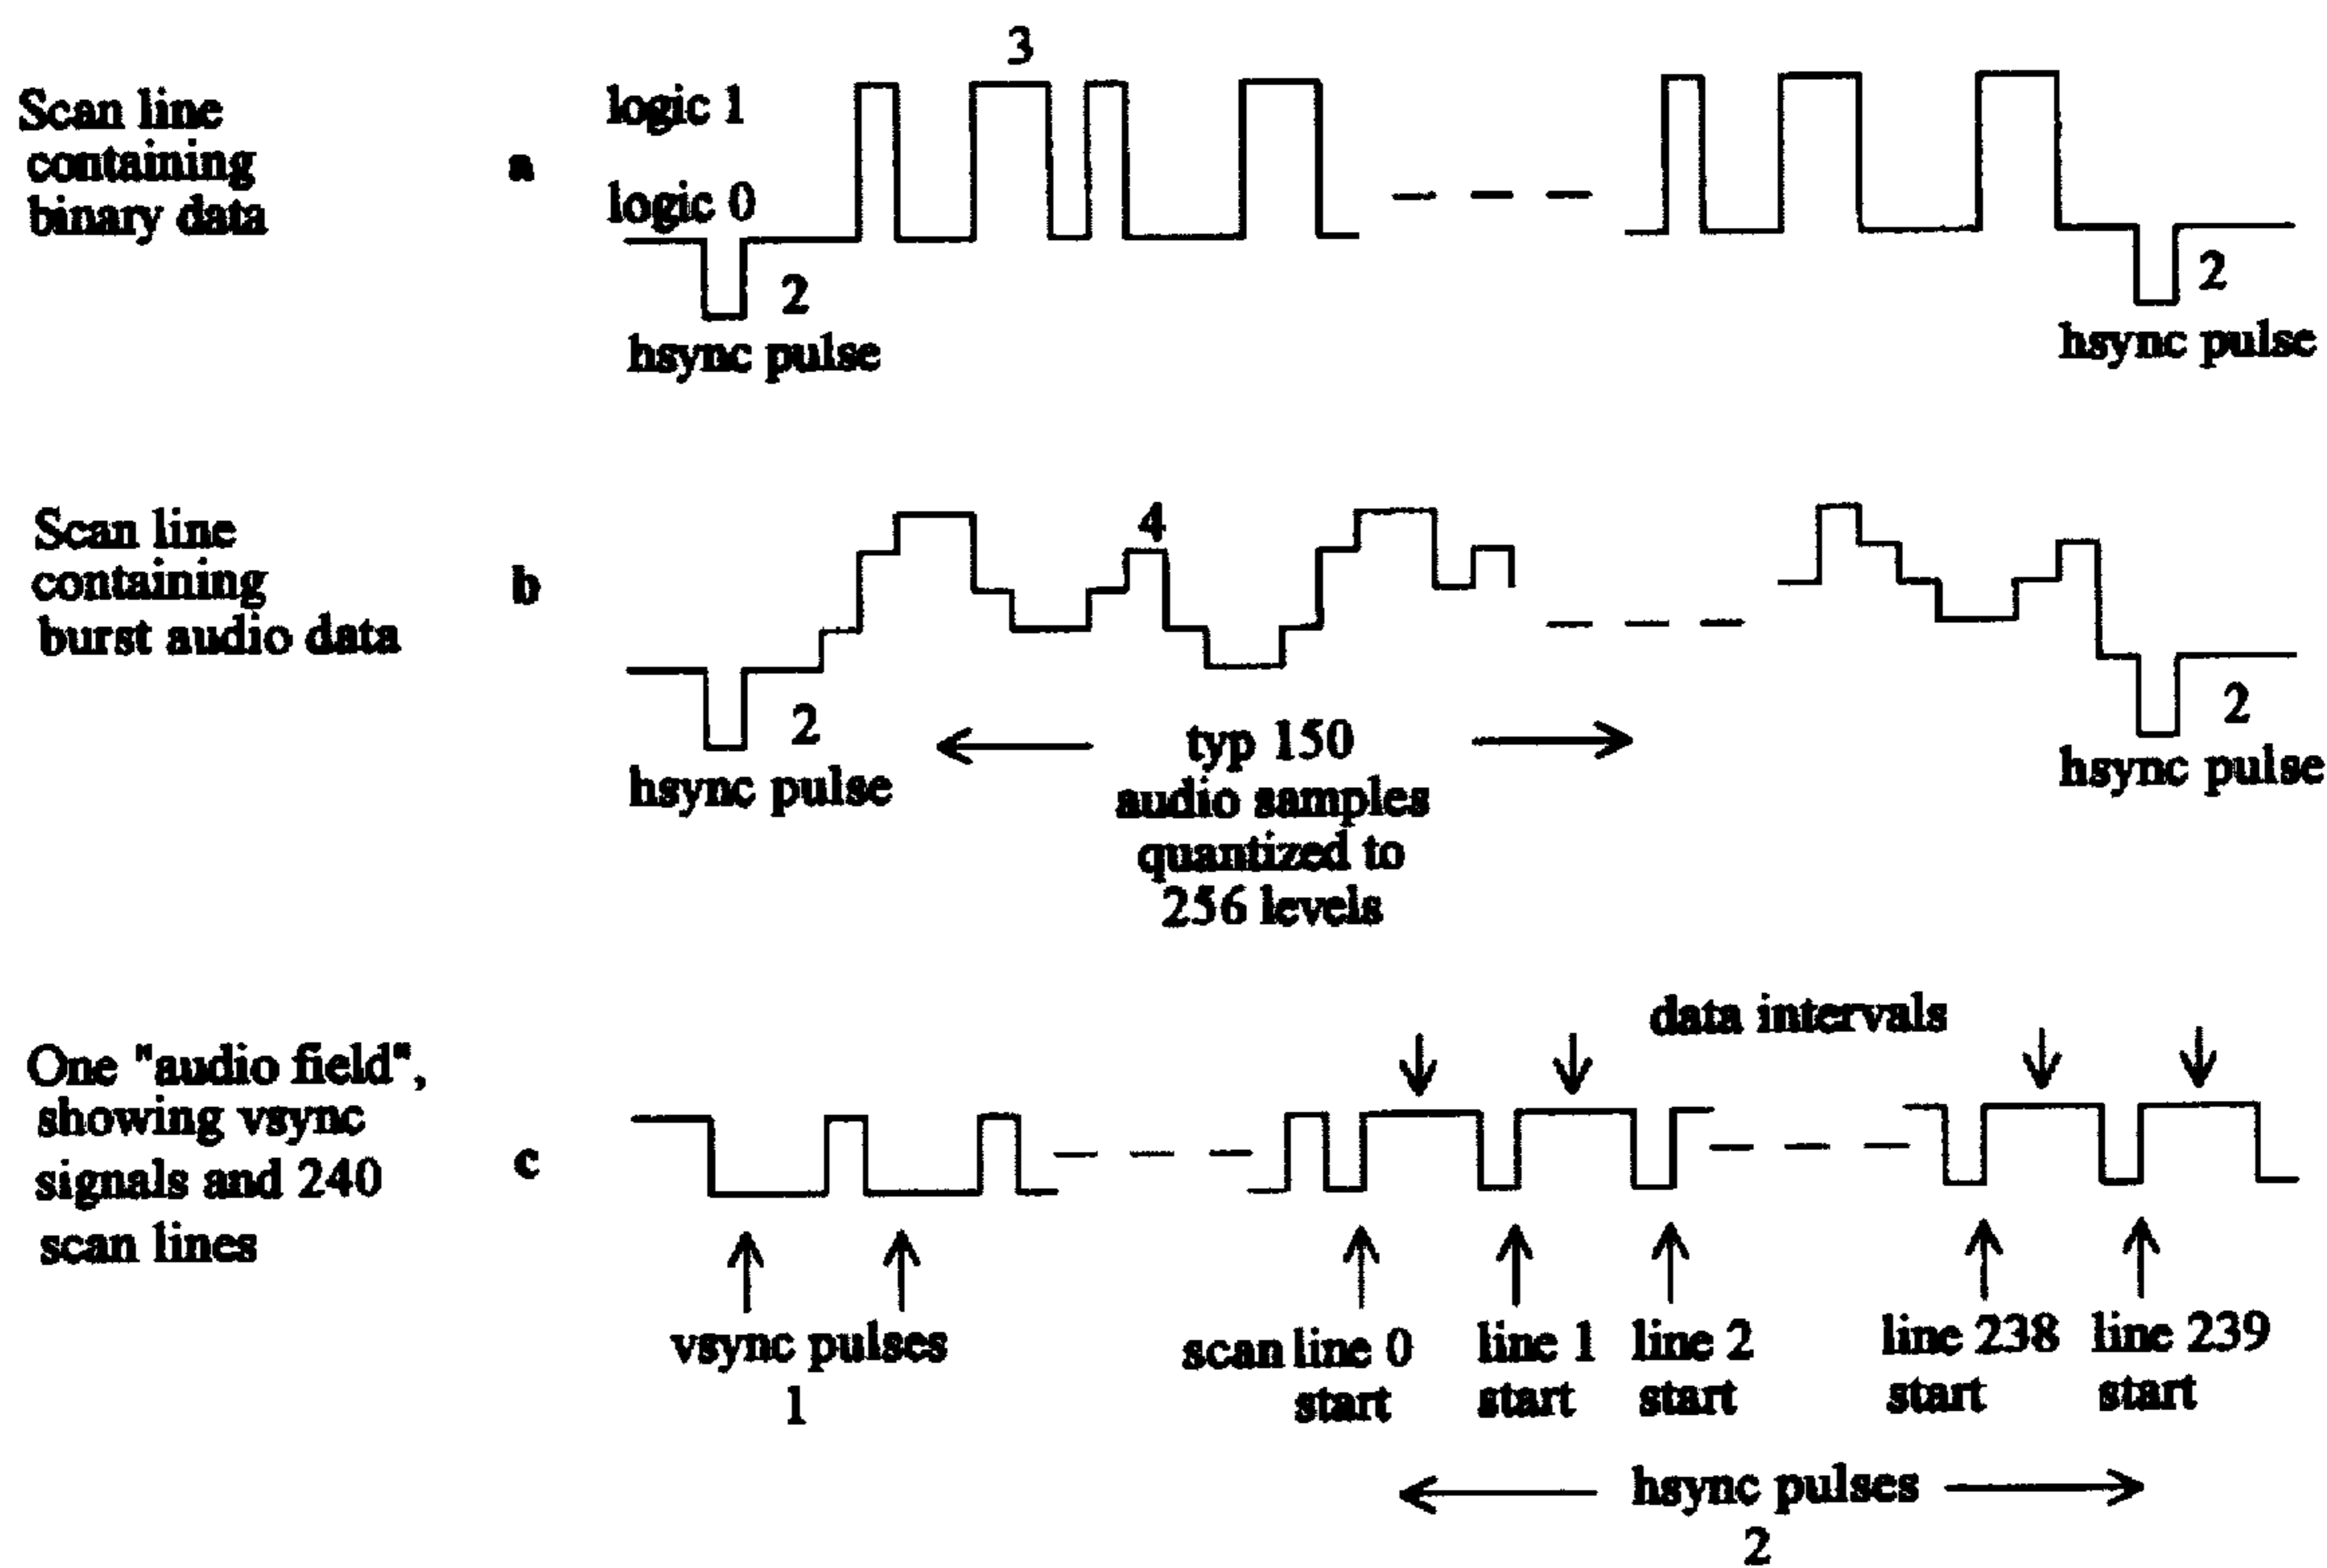 Scan line
containing
binary data
a
logic 1
logic 0
3
2
hsync pulse
2
hsync pulse
Scan line
containing
burst audio data
b
4
2
hsync pulse
typ 150
audio samples
quantized to
256 levels
2
hsync pulse
One "audio field",
showing vsync
signals and 240
scan lines
c
data intervals
vsync pulses
1
scan line 0
start
line 1
start
line 2
start
line 238
start
line 239
start
hsync pulses
2